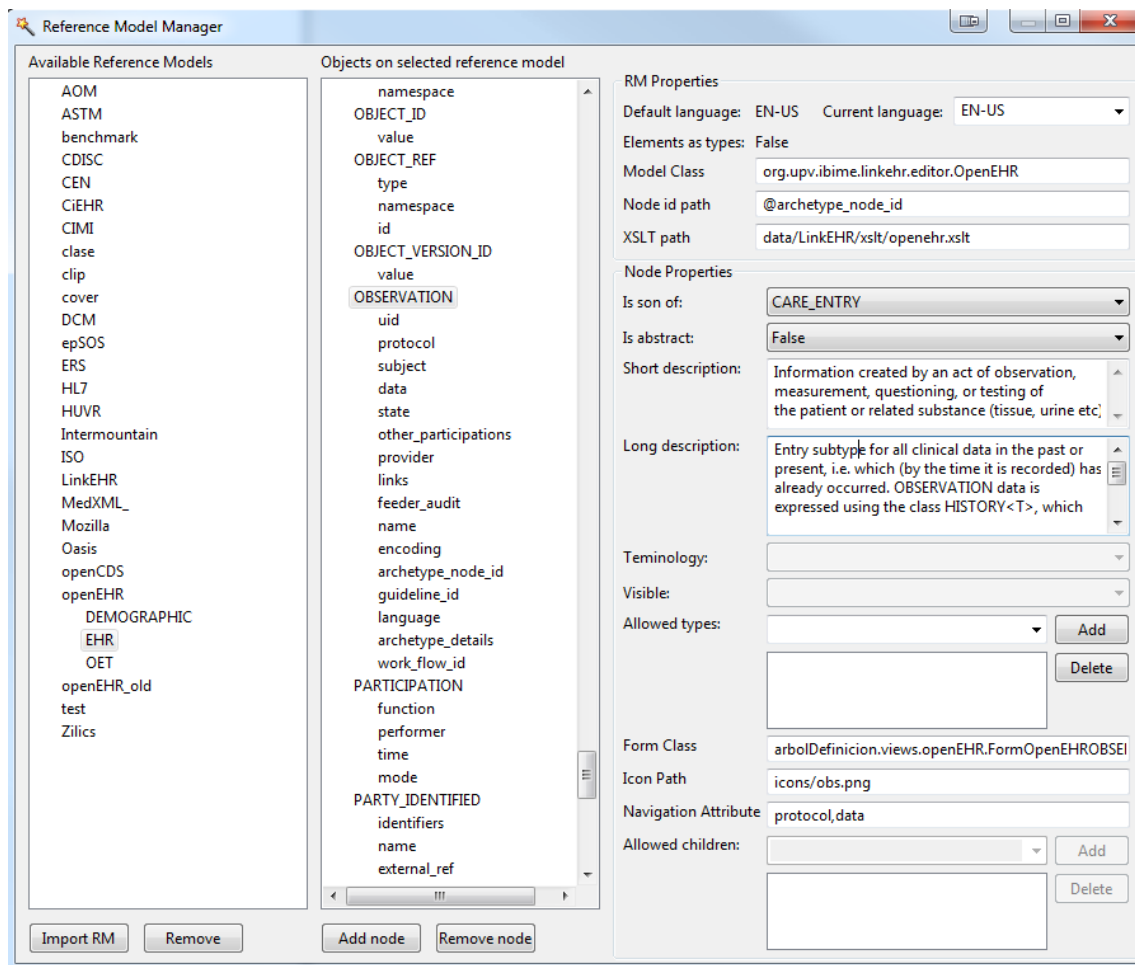 Reference Model Manager
Available Reference Models
AOM
ASTM
benchmark
CDISC
CEN
CiEHR
CIMI
clase
clip
cover
DCM
epSOS
ERS
HL7
HUVR
Intermountain
ISO
LinkEHR
MedXML_
Mozilla
Oasis
openCDS
openEHR
DEMOGRAPHIC
EHR
OET
openEHR_old
test
Zilics
Import RM
Remove
Objects on selected reference model
namespace
OBJECT_ID
value
OBJECT_REF
type
namespace
id
OBJECT_VERSION_ID
value
OBSERVATION
uid
protocol
subject
data
state
other_participations
provider
links
feeder_audit
name
encoding
archetype_node_id
guideline_id
language
archetype_details
work_flow_id
PARTICIPATION
function
performer
time
mode
PARTY_IDENTIFIED
identifiers
name
external_ref
Add node
Remove node
RM Properties
Default language: EN-US Current language: EN-US
Elements as types: False
Model Class org.upv.ibime.linkehr.editor.OpenEHR
Node id path @archetype_node_id
XSLT path data/LinkEHR/xslt/openehr.xslt
Node Properties
Is son of: CARE_ENTRY
Is abstract: False
Short description: Information created by an act of observation,
measurement, questioning, or testing of
the patient or related substance (tissue, urine etc)
Long description: Entry subtype for all clinical data in the past or
present, i.e. which (by the time it is recorded) has
already occurred. OBSERVATION data is
expressed using the class HISTORY<T>, which
Teminology:
Visible:
Allowed types: Add
Delete
Form Class arbolDefinicion.views.openEHR.FormOpenEHROBSE
Icon Path icons/obs.png
Navigation Attribute protocol,data
Allowed children: Add
Delete